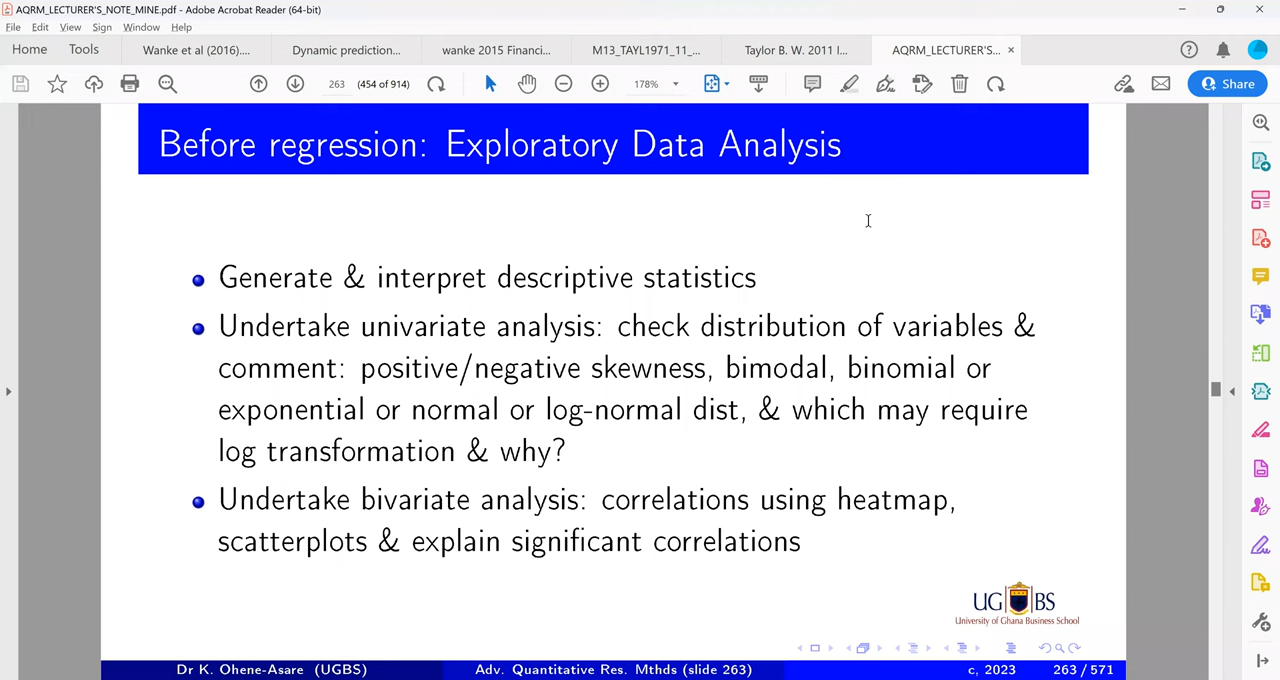 AQRM_LECTURER'S_NOTE_MINE.pdf - Adobe Acrobat Reader (64-bit)
File Edit View Sign Window Help
Home Tools Wanke et al (2016).... Dynamic prediction... wanke 2015 Financi... M13_TAYL1971_11_... Taylor B. W. 2011 I... AQRM_LECTURER'S... ×
263 (454 of 914) 178% Share
Before regression: Exploratory Data Analysis
Generate & interpret descriptive statistics
Undertake univariate analysis: check distribution of variables &
comment: positive/negative skewness, bimodal, binomial or
exponential or normal or log-normal dist, & which may require
log transformation & why?
Undertake bivariate analysis: correlations using heatmap,
scatterplots & explain significant correlations
UG BS
University of Ghana Business School
Dr K. Ohene-Asare (UGBS) Adv. Quantitative Res. Mthds (slide 263) c, 2023 263 / 571